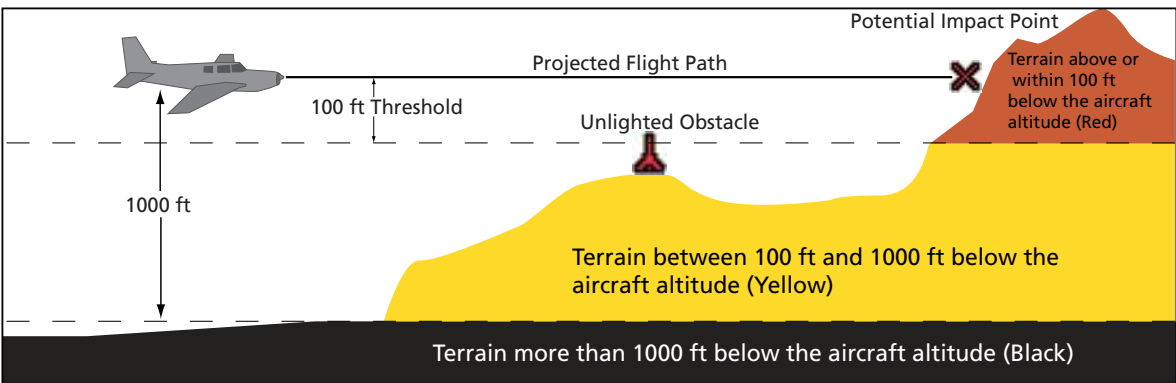 Potential Impact Point
Projected Flight Path
Terrain above or
within 100 ft
below the aircraft
altitude (Red)
100 ft Threshold
Unlighted Obstacle
1000 ft
Terrain between 100 ft and 1000 ft below the
aircraft altitude (Yellow)
Terrain more than 1000 ft below the aircraft altitude (Black)